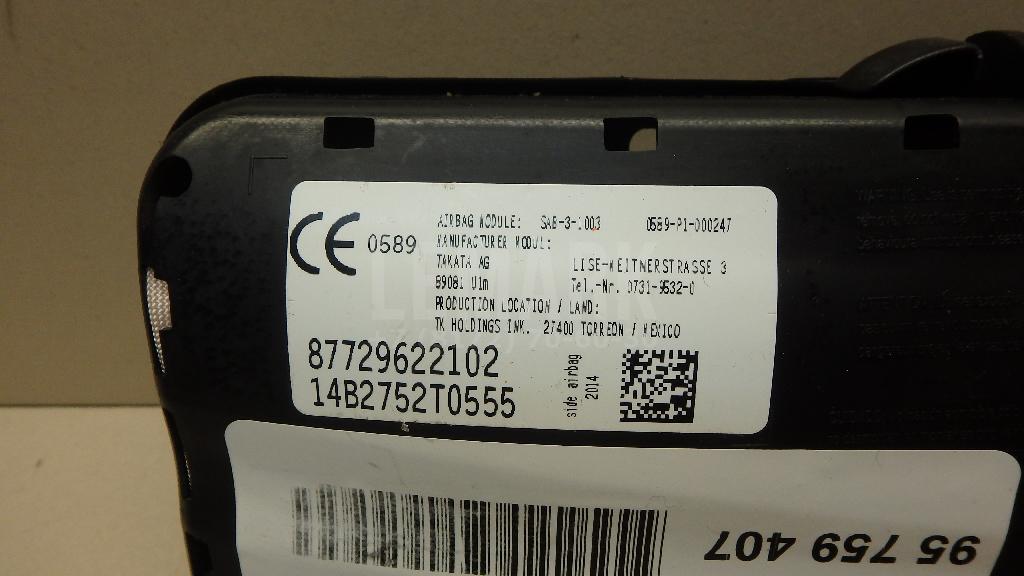 CE 0589
AIRBAG MODULE: SAB-3-1.003 0589-P1-000247
MANUFACTURER MODUL:
TAKATA AG LISE-MEITNERSTRASSE 3
89081 Ulm Tel.-Nr. 0731-9532-0
PRODUCTION LOCATION / LAND:
TK HOLDINGS INK. 27400 TORREON / MEXICO
87729622102
14B2752T0555
side airbag
2014
95 759 407